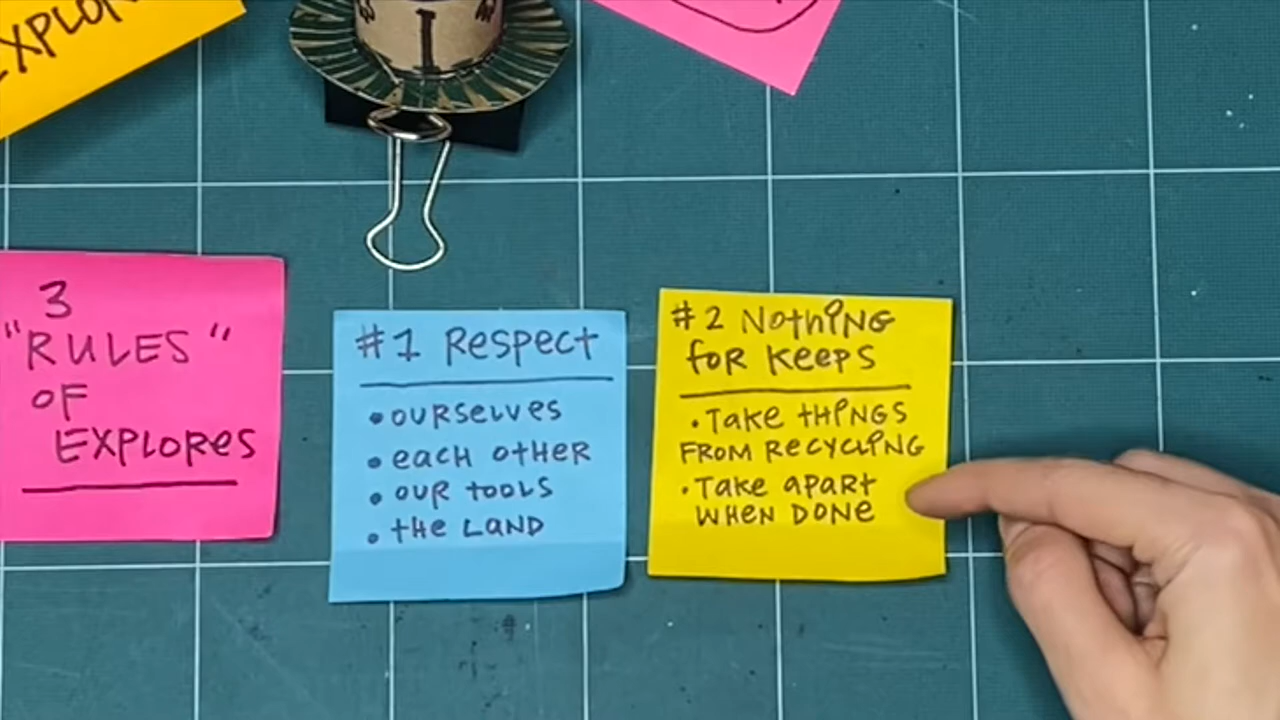 EXPLOR
I
3
"RULES"
OF
EXPLORES
#1 Respect
• OURSELVES
• EACH OTHER
• OUR TOOLS
• THE LAND
#2 NOTHING
FOR KEEPS
• TAKE THINGS
FROM RECYCLING
• TAKE APART
WHEN DONE